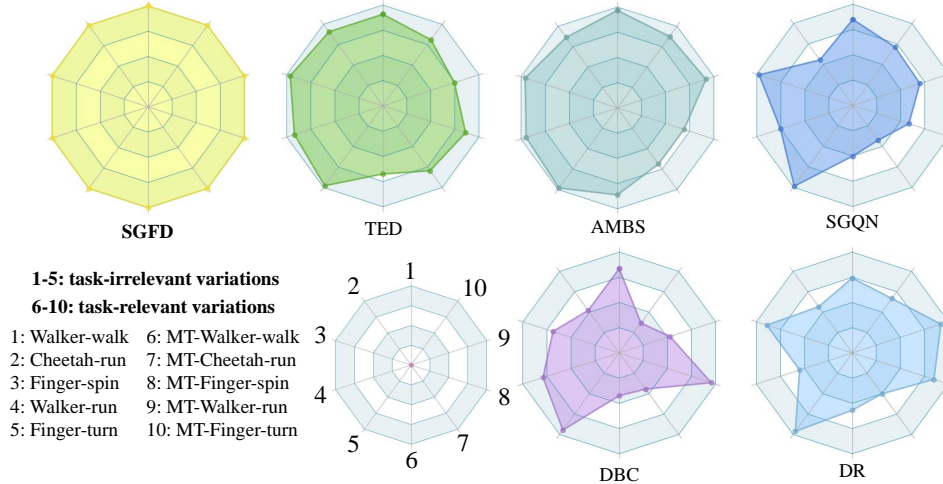 SGFD
TED
AMBS
SGQN
1-5: task-irrelevant variations
6-10: task-relevant variations
1: Walker-walk 6: MT-Walker-walk
2: Cheetah-run 7: MT-Cheetah-run
3: Finger-spin 8: MT-Finger-spin
4: Walker-run 9: MT-Walker-run
5: Finger-turn 10: MT-Finger-turn
1
2
10
3
9
4
8
5
7
6
DBC
DR